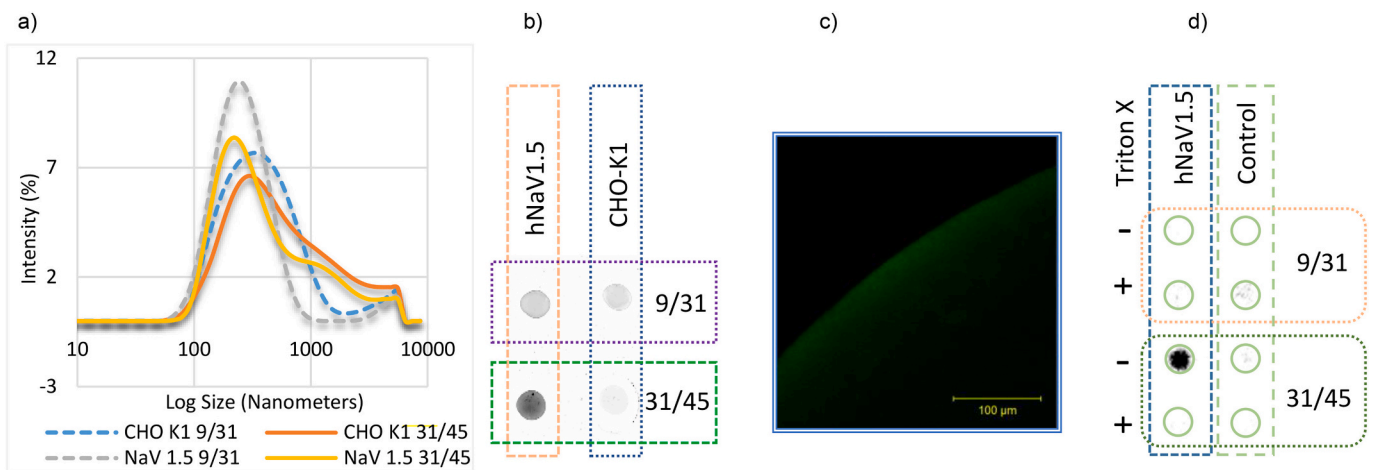 a)
12
7
2
-3
Intensity (%)
10
100
1000
10000
Log Size (Nanometers)
CHO K1 9/31
CHO K1 31/45
NaV 1.5 9/31
NaV 1.5 31/45
b)
hNaV1.5
CHO-K1
9/31
31/45
c)
100 µm
d)
Triton X
hNaV1.5
Control
-
+
9/31
-
+
31/45